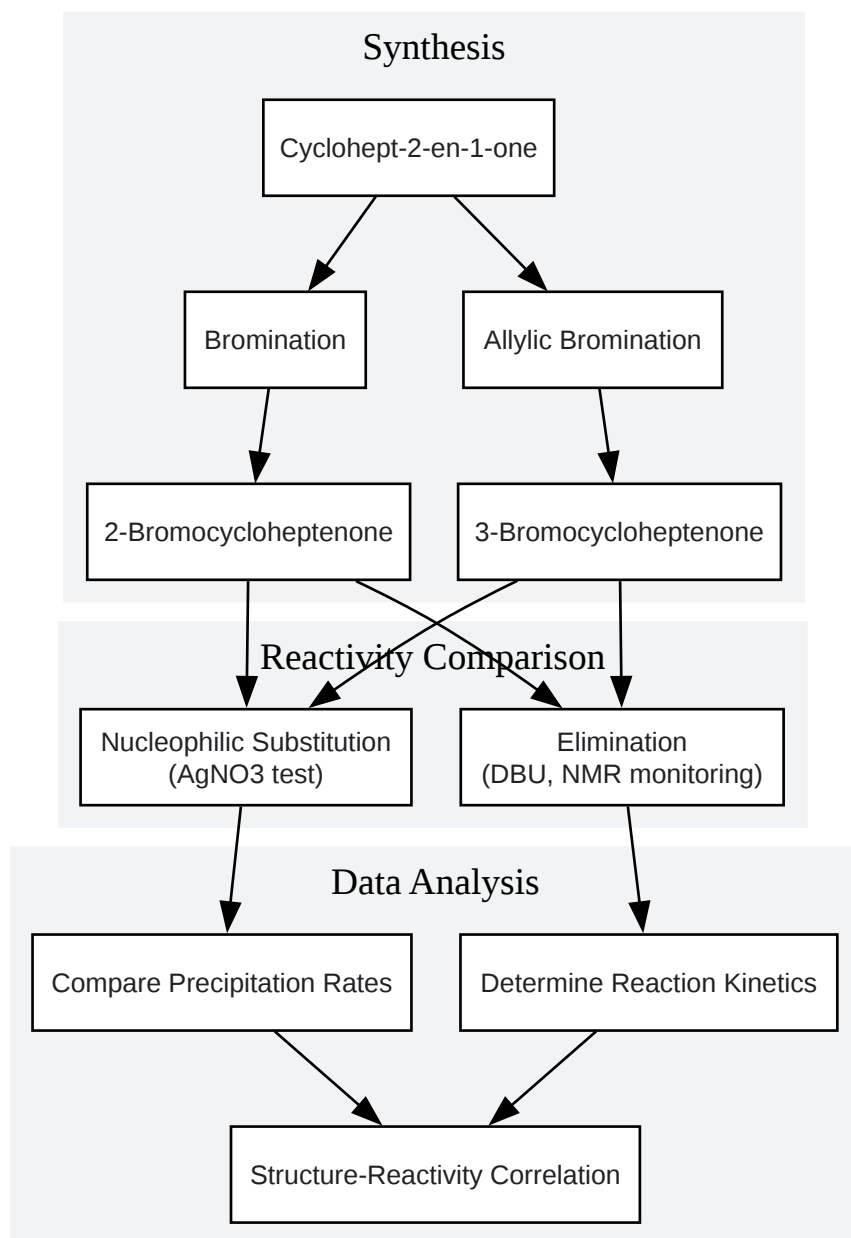 Synthesis
Cyclohept-2-en-1-one
Bromination
Allylic Bromination
2-Bromocycloheptenone
3-Bromocycloheptenone
Reactivity Comparison
Nucleophilic Substitution
(AgNO3 test)
Elimination
(DBU, NMR monitoring)
Data Analysis
Compare Precipitation Rates
Determine Reaction Kinetics
Structure-Reactivity Correlation